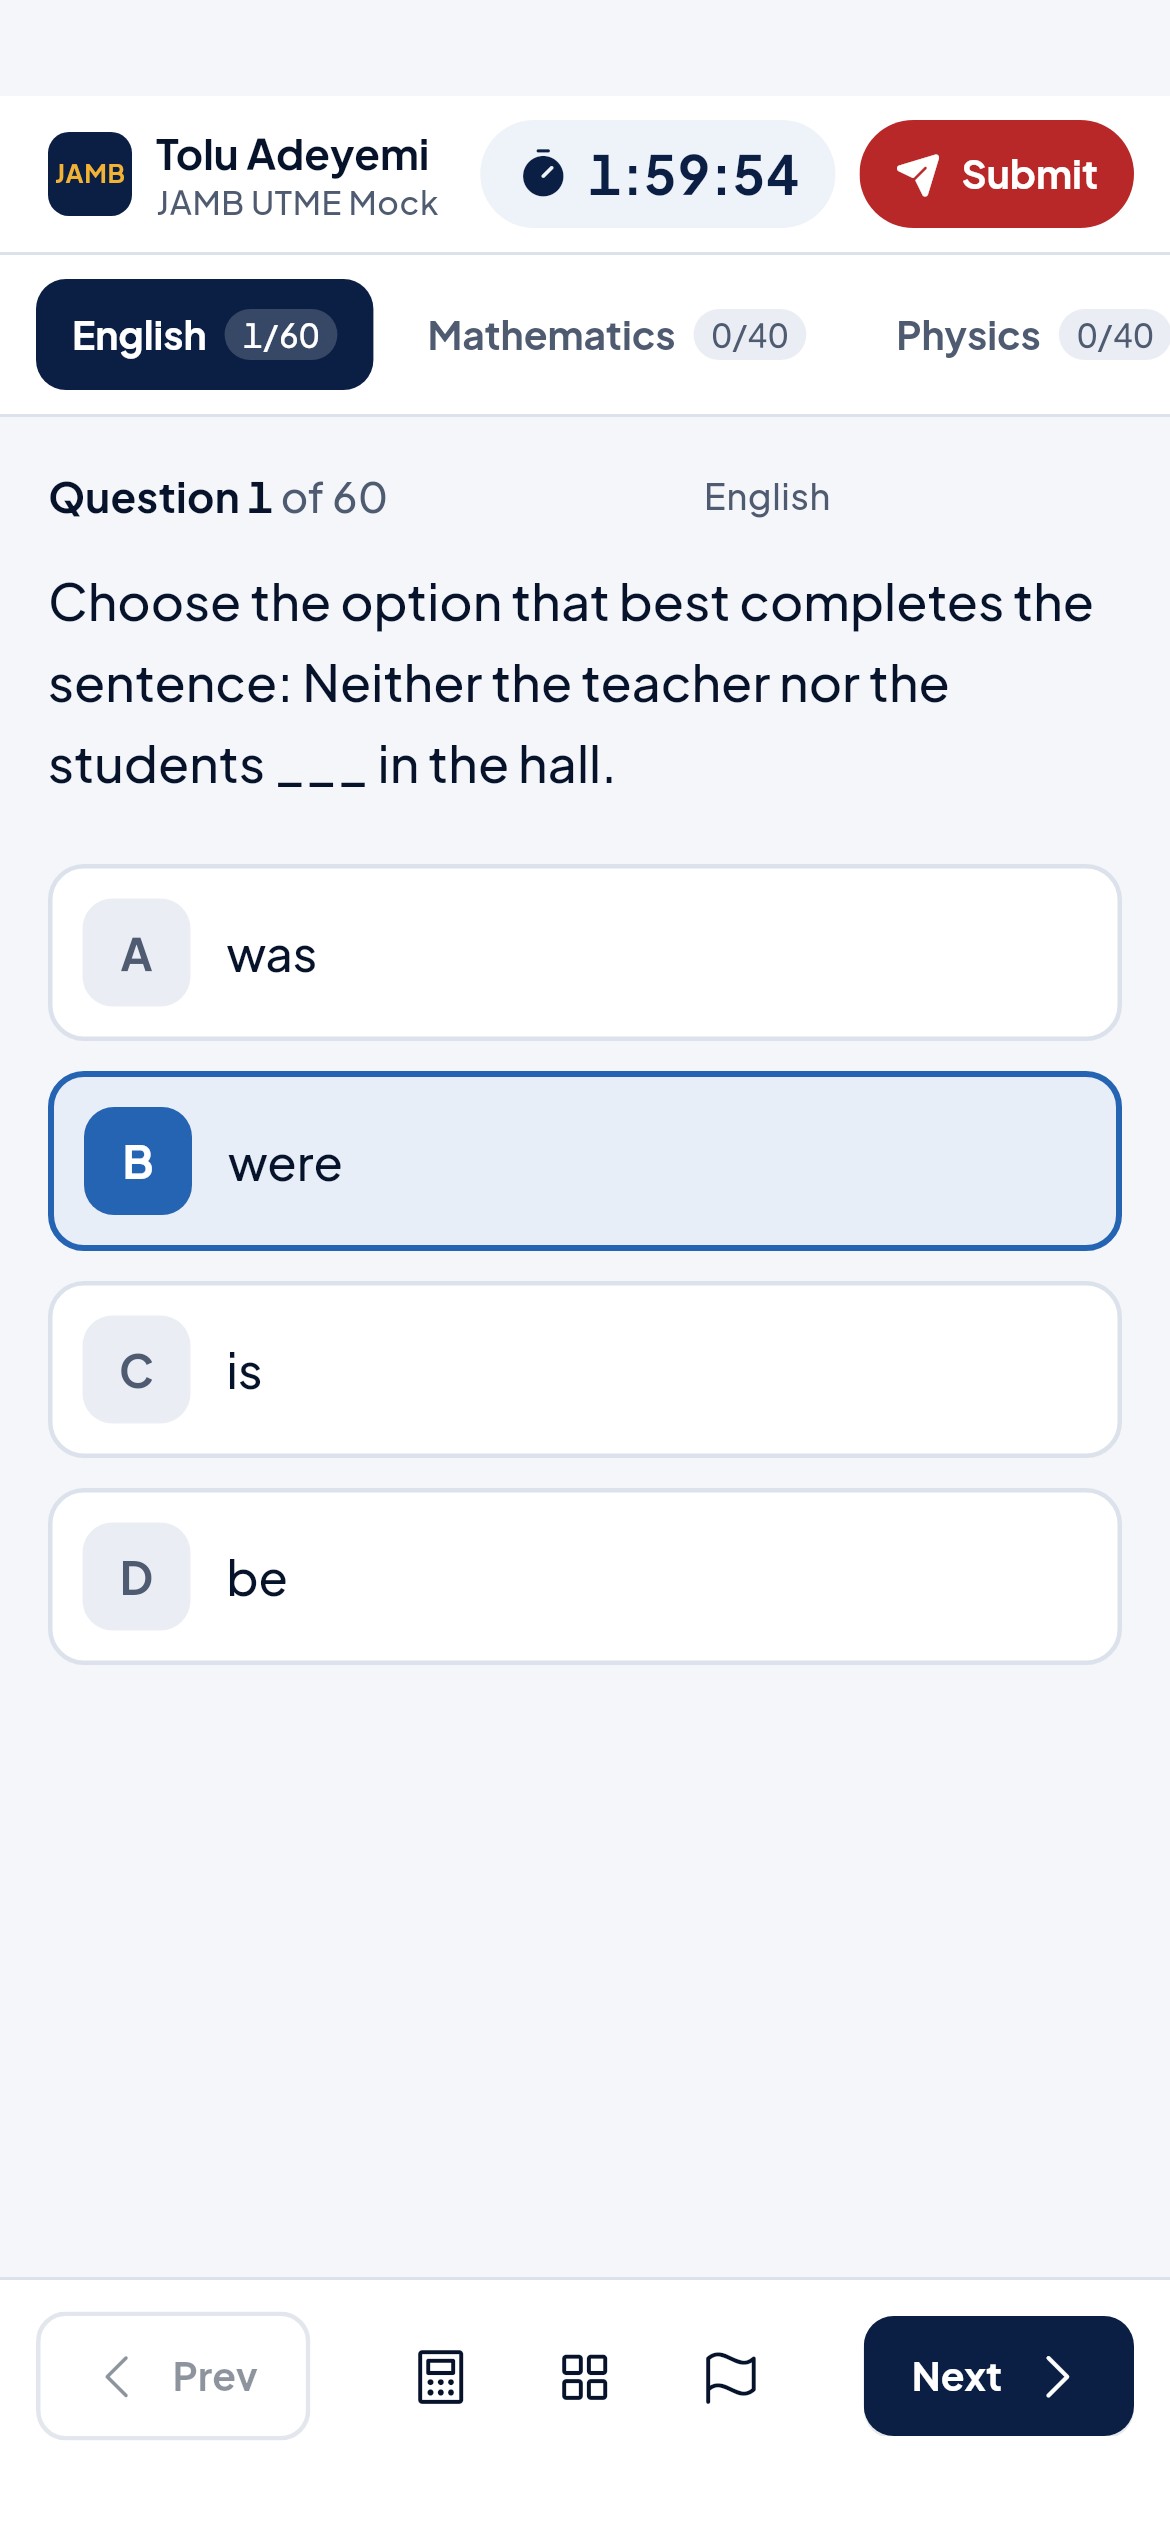 JAMB
Tolu Adeyemi
JAMB UTME Mock
1:59:54
Submit
English 1/60
Mathematics 0/40
Physics 0/40
Question 1 of 60
English
Choose the option that best completes the
sentence: Neither the teacher nor the
students ___ in the hall.
A was
B were
C is
D be
Prev
Next